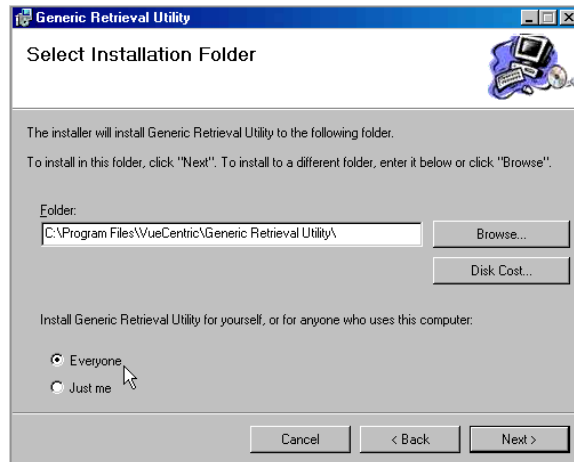 Generic Retrieval Utility
Select Installation Folder
The installer will install Generic Retrieval Utility to the following folder.
To install in this folder, click "Next". To install to a different folder, enter it below or click "Browse".
Folder:
C:\Program Files\VueCentric\Generic Retrieval Utility\
Browse...
Disk Cost...
Install Generic Retrieval Utility for yourself, or for anyone who uses this computer:
Everyone
Just me
Cancel
< Back
Next >